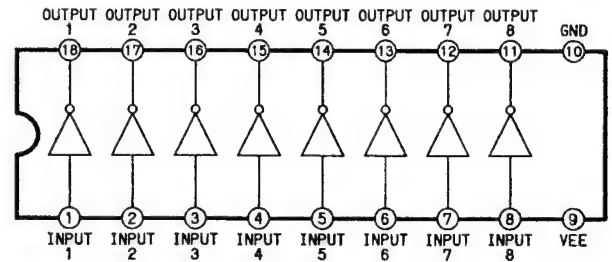 OUTPUT OUTPUT OUTPUT OUTPUT OUTPUT OUTPUT OUTPUT OUTPUT
1 2 3 4 5 6 7 8 GND
18 17 16 15 14 13 12 11 10
1 2 3 4 5 6 7 8 9
INPUT INPUT INPUT INPUT INPUT INPUT INPUT INPUT VEE
1 2 3 4 5 6 7 8